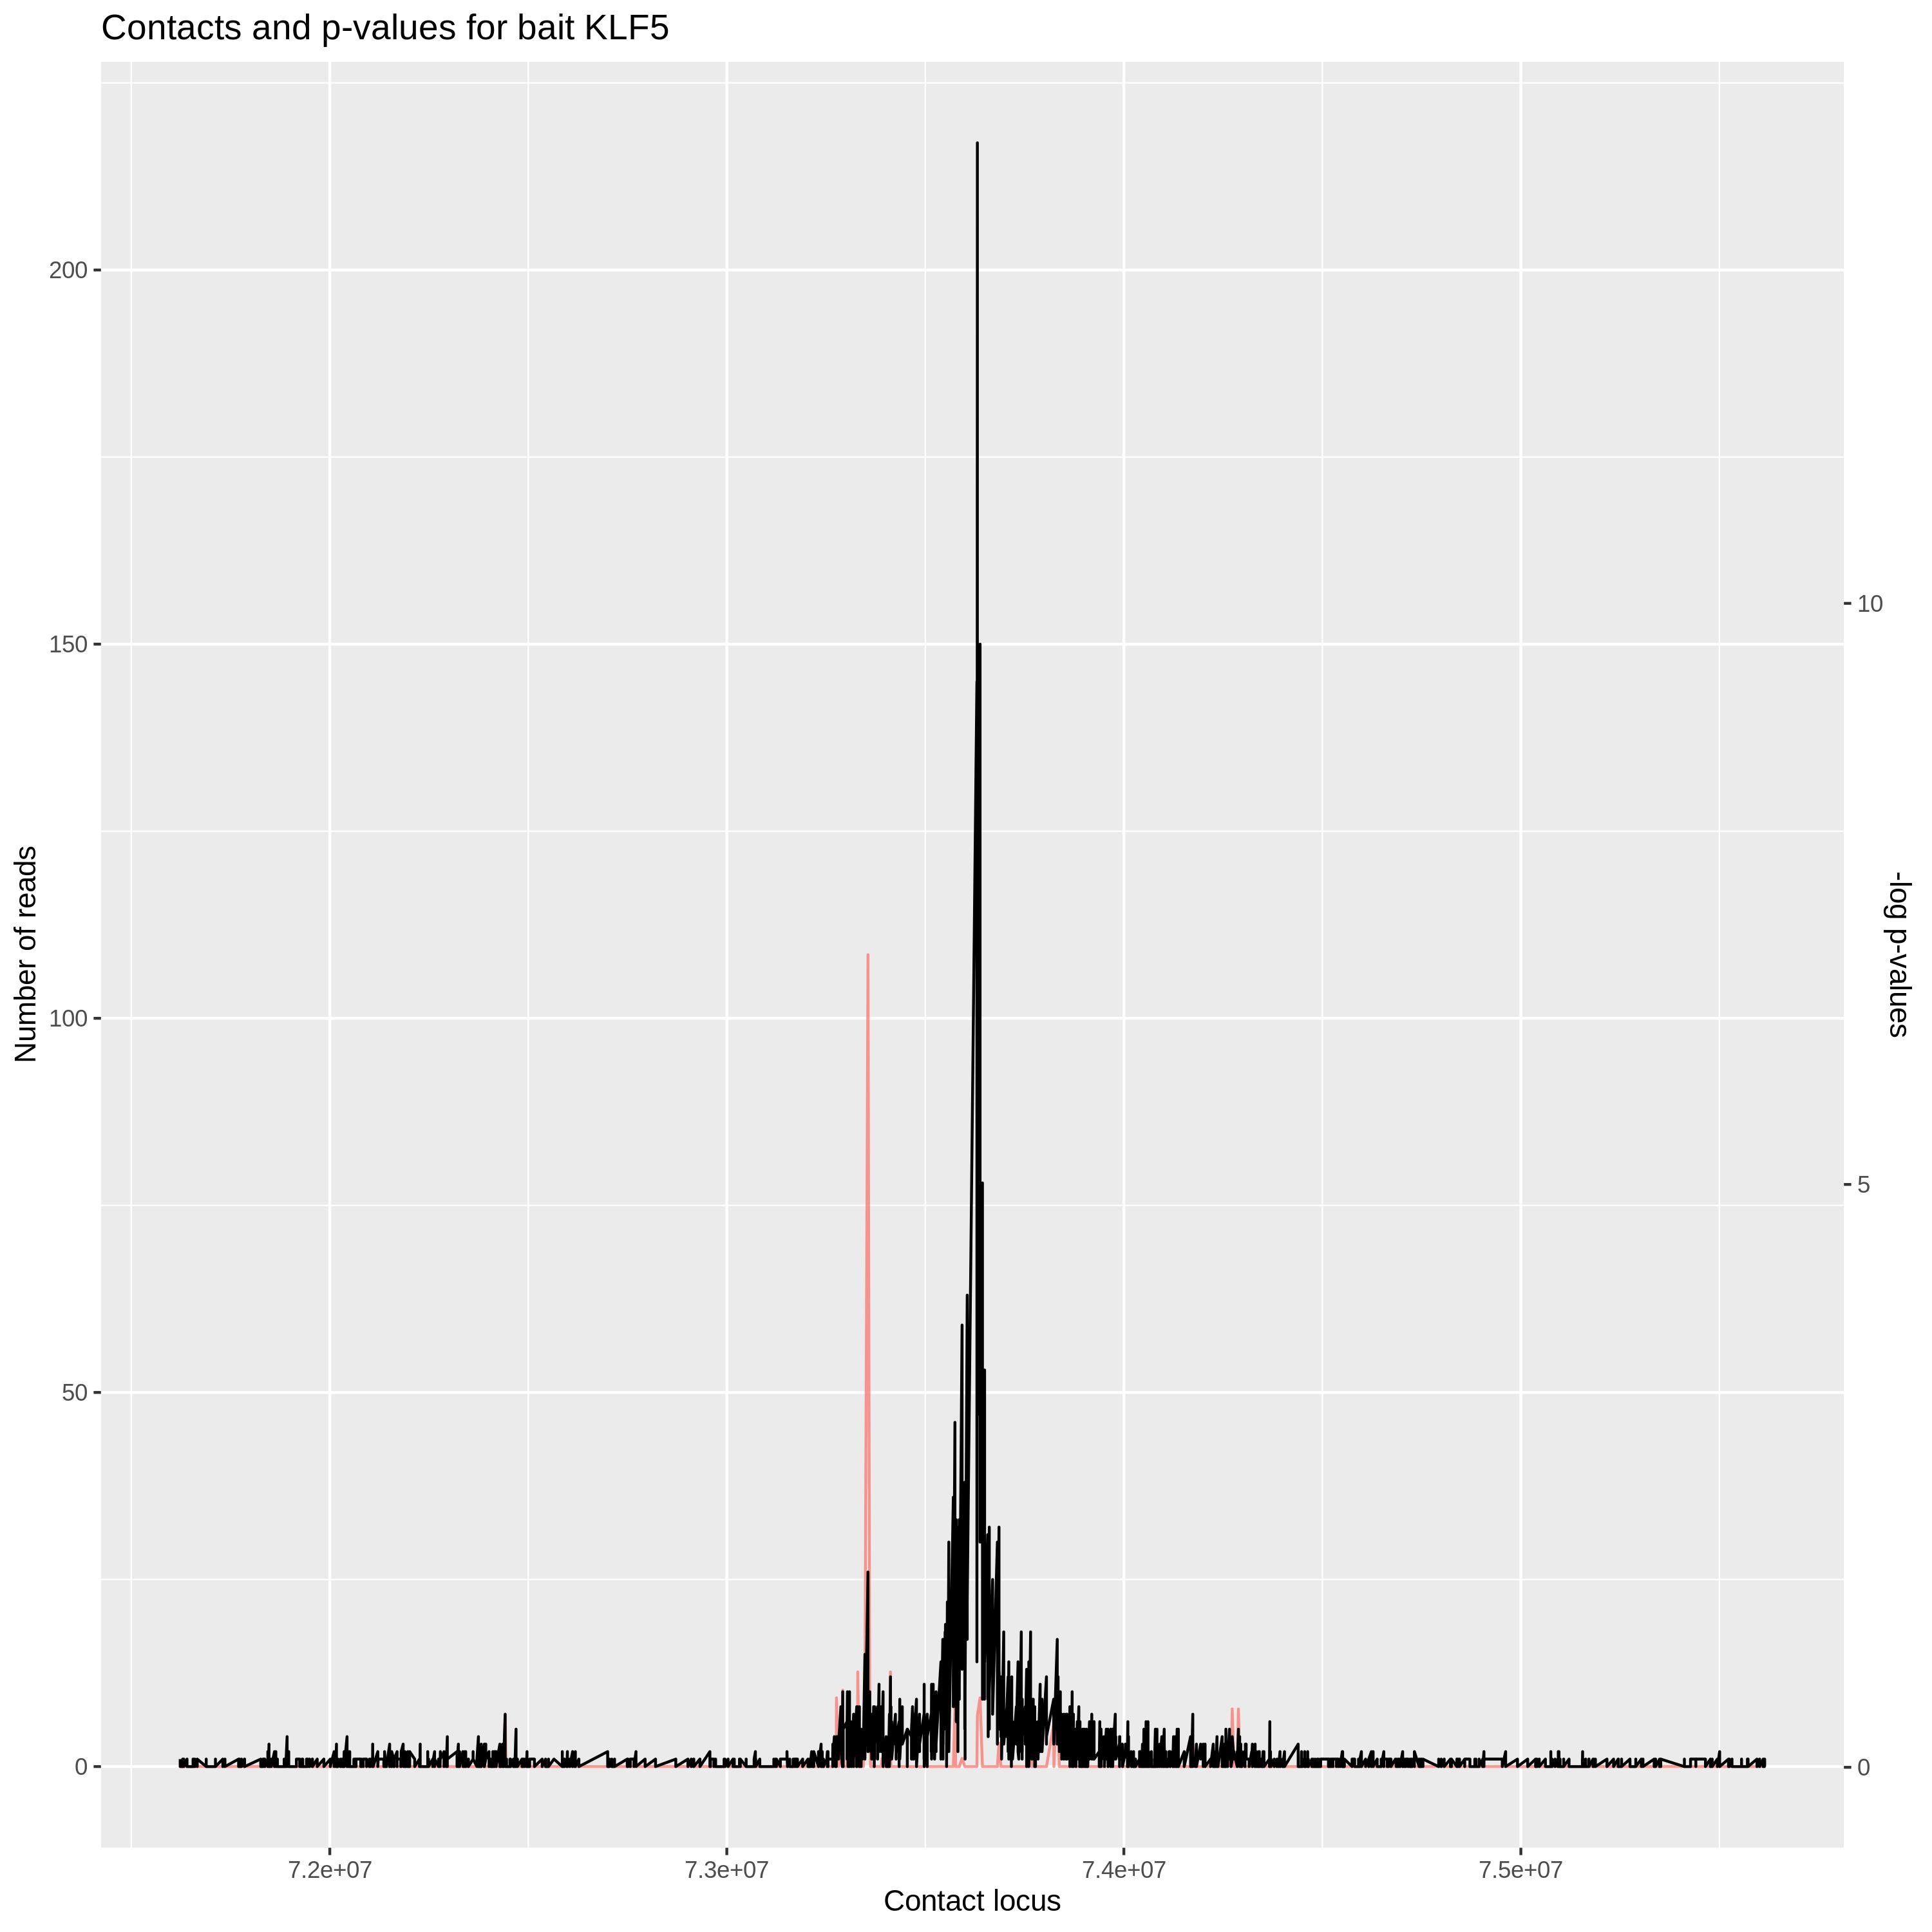 Contacts and p-values for bait KLF5
Number of reads
200
150
100
50
0
10
5
0
-log p-values
7.2e+07 7.3e+07 7.4e+07 7.5e+07
Contact locus